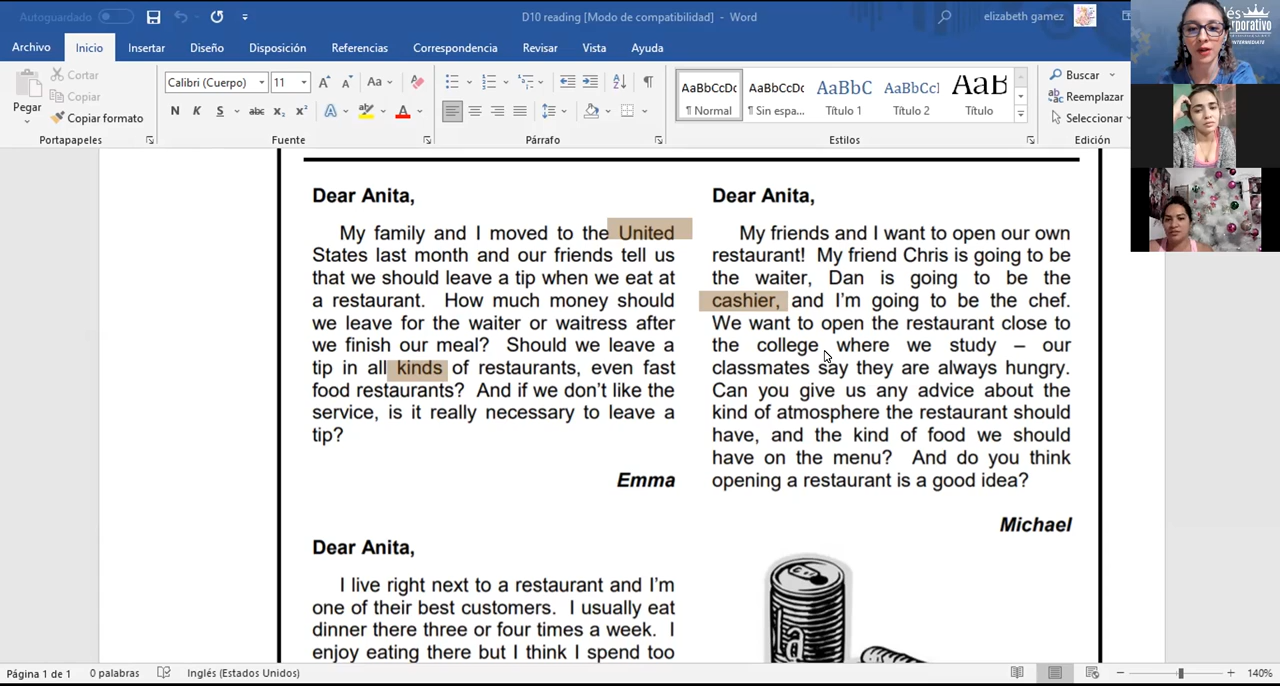 Autoguardado
D10 reading [Modo de compatibilidad] - Word
elizabeth gamez
Archivo Inicio Insertar Diseño Disposición Referencias Correspondencia Revisar Vista Ayuda
Pegar
Cortar
Copiar
Copiar formato
Portapapeles
Calibri (Cuerpo) 11
Aa
N K S abc x₂ x² A A
Fuente
Párrafo
AaBbCcDc AaBbCcDc AaBbC AaBbCcI AaB
¶ Normal ¶ Sin espa... Título 1 Título 2 Título
Estilos
Buscar
Reemplazar
Seleccionar
Edición
INTERMEDIATE
Dear Anita,
My family and I moved to the United
States last month and our friends tell us
that we should leave a tip when we eat at
a restaurant. How much money should
we leave for the waiter or waitress after
we finish our meal? Should we leave a
tip in all kinds of restaurants, even fast
food restaurants? And if we don't like the
service, is it really necessary to leave a
tip?
Emma
Dear Anita,
I live right next to a restaurant and I'm
one of their best customers. I usually eat
dinner there three or four times a week. I
enjoy eating there but I think I spend too
Dear Anita,
My friends and I want to open our own
restaurant! My friend Chris is going to be
the waiter, Dan is going to be the
cashier, and I'm going to be the chef.
We want to open the restaurant close to
the college where we study – our
classmates say they are always hungry.
Can you give us any advice about the
kind of atmosphere the restaurant should
have, and the kind of food we should
have on the menu? And do you think
opening a restaurant is a good idea?
Michael
Página 1 de 1 0 palabras Inglés (Estados Unidos) 140%